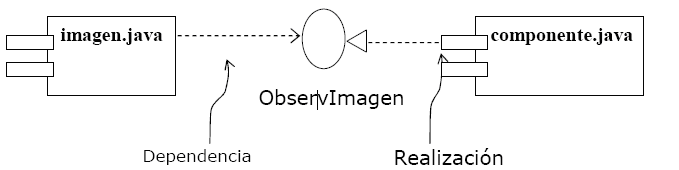 imagen.java
componente.java
ObservImagen
Dependencia
Realización